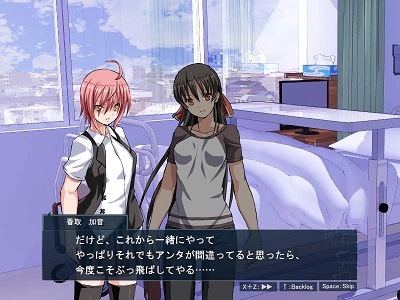 香取 加音
だけど、これから一緒にやって
やっぱりそれでもアンタが間違ってると思ったら、
今度こそぶっ飛ばしてやる……
X+Z: ▶▶ ↑:Backlog Space:Skip